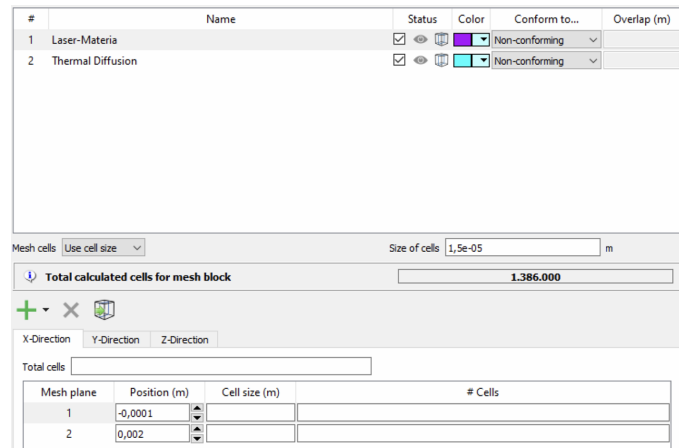 # Name Status Color Conform to... Overlap (m)
1 Laser-Materia Non-conforming
2 Thermal Diffusion Non-conforming
Mesh cells Use cell size Size of cells 1,5e-05 m
Total calculated cells for mesh block 1.386.000
X-Direction Y-Direction Z-Direction
Total cells
Mesh plane Position (m) Cell size (m) # Cells
1 -0,0001
2 0,002